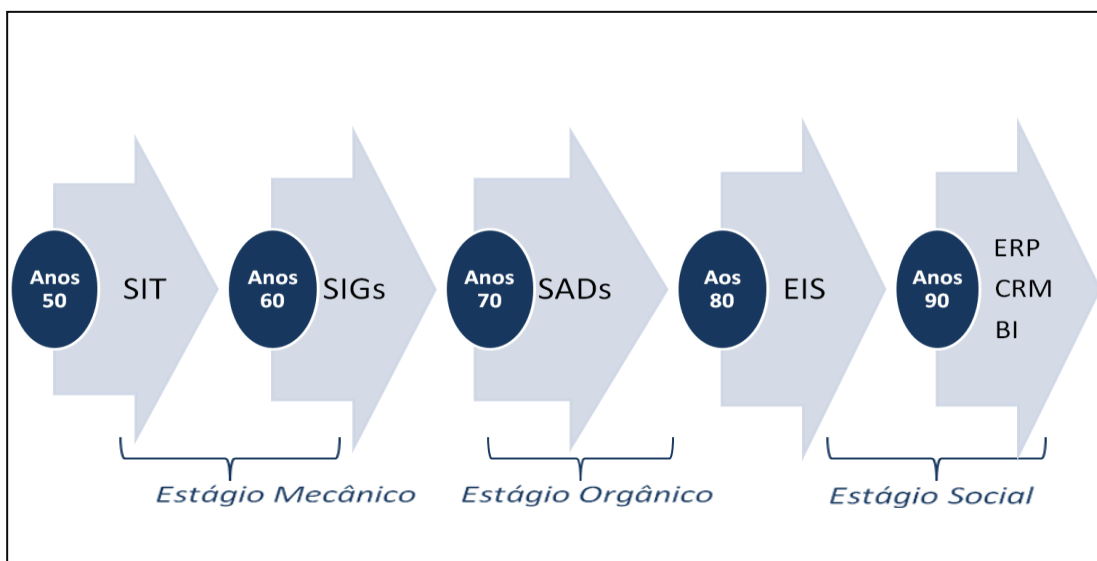 Anos
50
SIT
Anos
60
SIGs
Anos
70
SADs
Aos
80
EIS
Anos
90
ERP
CRM
BI
Estágio Mecânico
Estágio Orgânico
Estágio Social